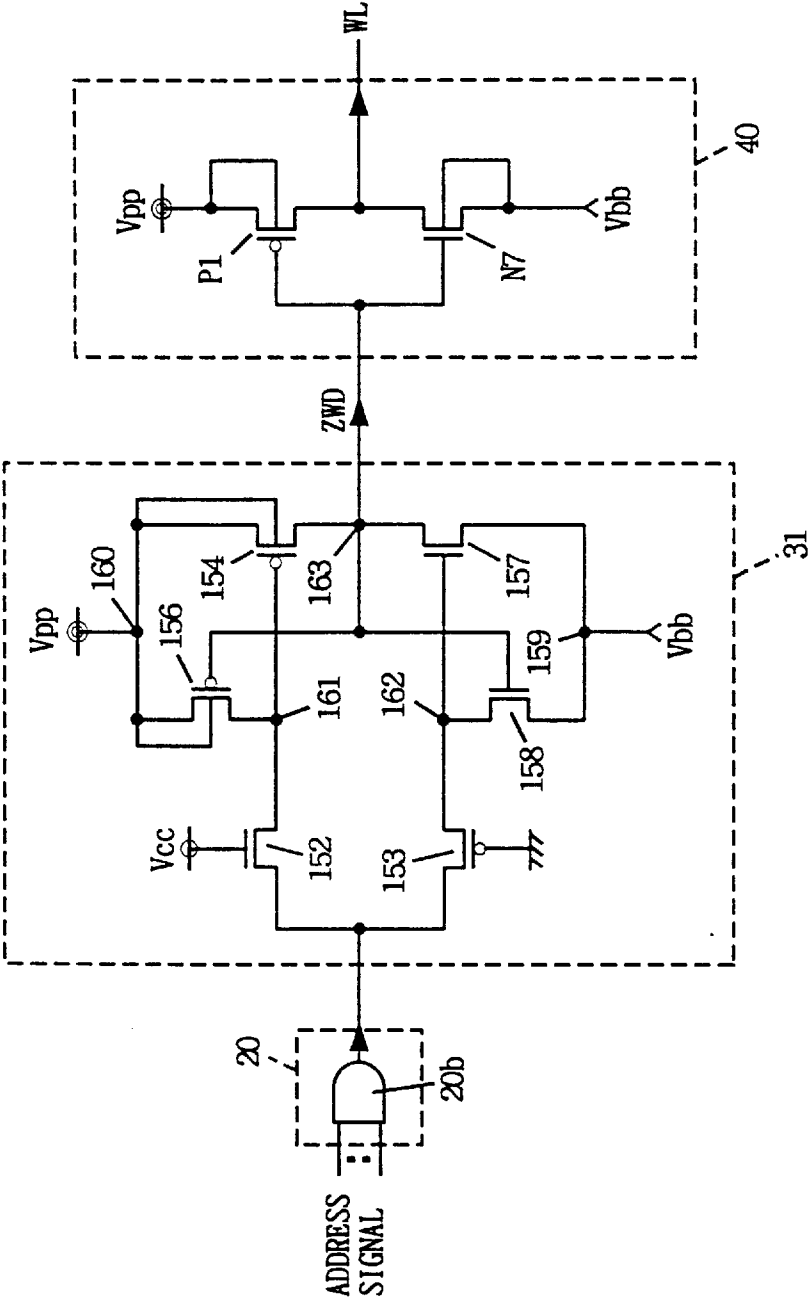 ADDRESS
SIGNAL
20
20b
Vcc
152
153
Vpp
160
156
154
161
163
162
157
158
159
Vbb
31
ZWD
Vpp
P1
N7
Vbb
40
WL